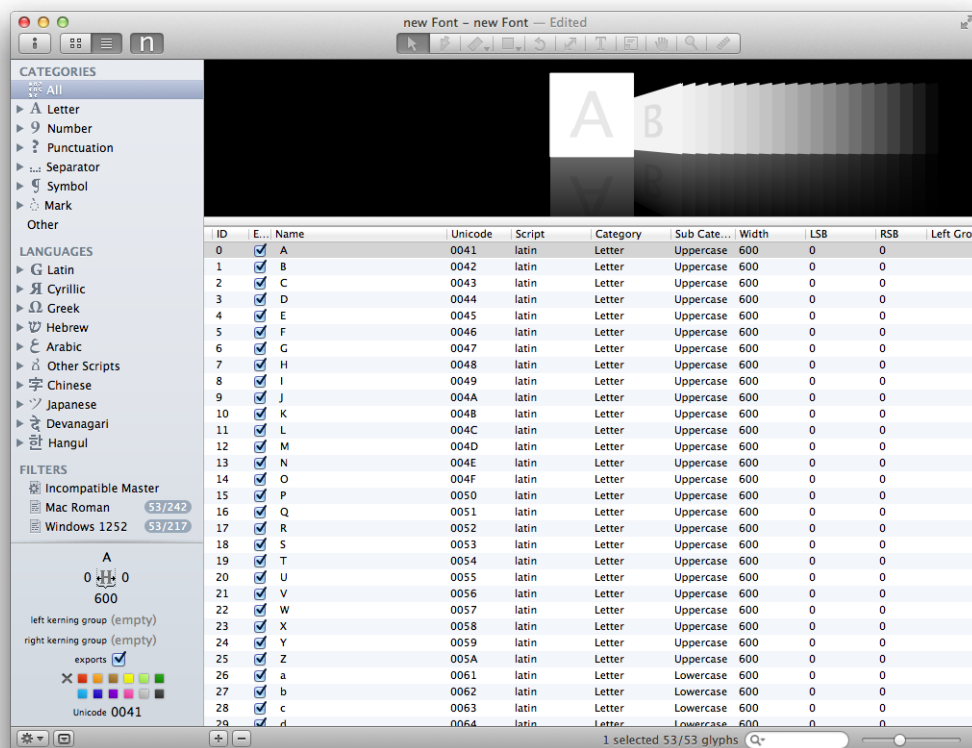 new Font – new Font — Edited
n
CATEGORIES
All
A Letter
9 Number
? Punctuation
Separator
Symbol
Mark
Other
LANGUAGES
G Latin
Я Cyrillic
Ω Greek
Hebrew
Arabic
Other Scripts
字 Chinese
ツ Japanese
Devanagari
한 Hangul
FILTERS
Incompatible Master
Mac Roman 53/242
Windows 1252 53/217
A
0 H 0
600
left kerning group (empty)
right kerning group (empty)
exports
Unicode 0041
A B
A B
ID E... Name Unicode Script Category Sub Cate... Width LSB RSB Left Gro
0 A 0041 latin Letter Uppercase 600 0 0
1 B 0042 latin Letter Uppercase 600 0 0
2 C 0043 latin Letter Uppercase 600 0 0
3 D 0044 latin Letter Uppercase 600 0 0
4 E 0045 latin Letter Uppercase 600 0 0
5 F 0046 latin Letter Uppercase 600 0 0
6 G 0047 latin Letter Uppercase 600 0 0
7 H 0048 latin Letter Uppercase 600 0 0
8 I 0049 latin Letter Uppercase 600 0 0
9 J 004A latin Letter Uppercase 600 0 0
10 K 004B latin Letter Uppercase 600 0 0
11 L 004C latin Letter Uppercase 600 0 0
12 M 004D latin Letter Uppercase 600 0 0
13 N 004E latin Letter Uppercase 600 0 0
14 O 004F latin Letter Uppercase 600 0 0
15 P 0050 latin Letter Uppercase 600 0 0
16 Q 0051 latin Letter Uppercase 600 0 0
17 R 0052 latin Letter Uppercase 600 0 0
18 S 0053 latin Letter Uppercase 600 0 0
19 T 0054 latin Letter Uppercase 600 0 0
20 U 0055 latin Letter Uppercase 600 0 0
21 V 0056 latin Letter Uppercase 600 0 0
22 W 0057 latin Letter Uppercase 600 0 0
23 X 0058 latin Letter Uppercase 600 0 0
24 Y 0059 latin Letter Uppercase 600 0 0
25 Z 005A latin Letter Uppercase 600 0 0
26 a 0061 latin Letter Lowercase 600 0 0
27 b 0062 latin Letter Lowercase 600 0 0
28 c 0063 latin Letter Lowercase 600 0 0
29 d 0064 latin Letter Lowercase 600 0 0
1 selected 53/53 glyphs